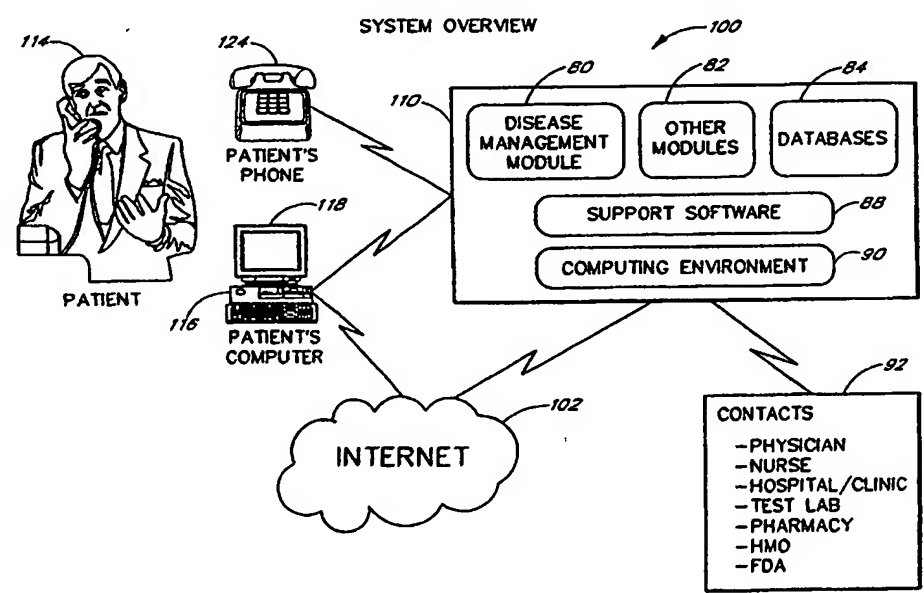 SYSTEM OVERVIEW
114
124
100
80
82
84
110
DISEASE
MANAGEMENT
MODULE
OTHER
MODULES
DATABASES
PATIENT'S
PHONE
118
SUPPORT SOFTWARE
88
COMPUTING ENVIRONMENT
90
PATIENT
116
PATIENT'S
COMPUTER
92
102
INTERNET
CONTACTS
-PHYSICIAN
-NURSE
-HOSPITAL/CLINIC
-TEST LAB
-PHARMACY
-HMO
-FDA